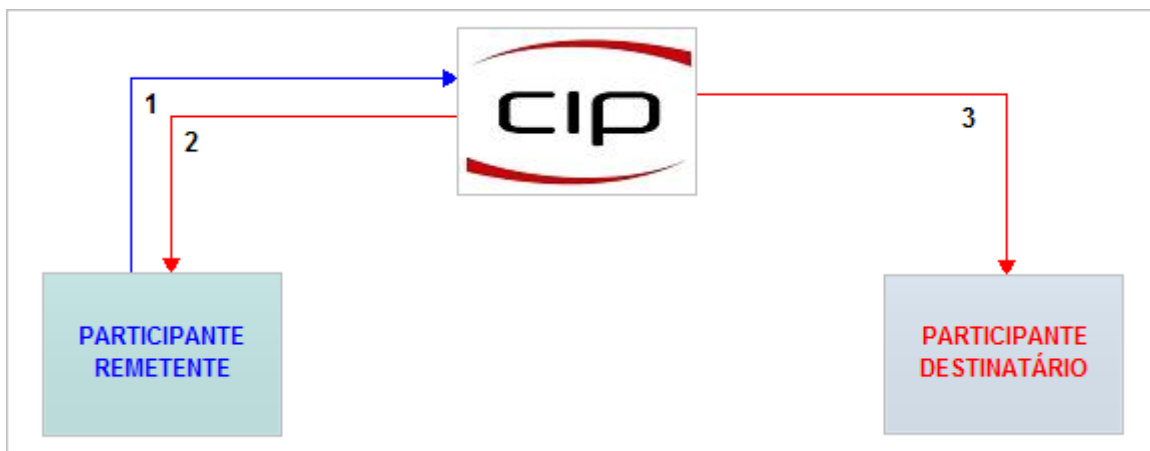 cip
1
2
3
PARTICIPANTE
REMETENTE
PARTICIPANTE
DESTINATÁRIO